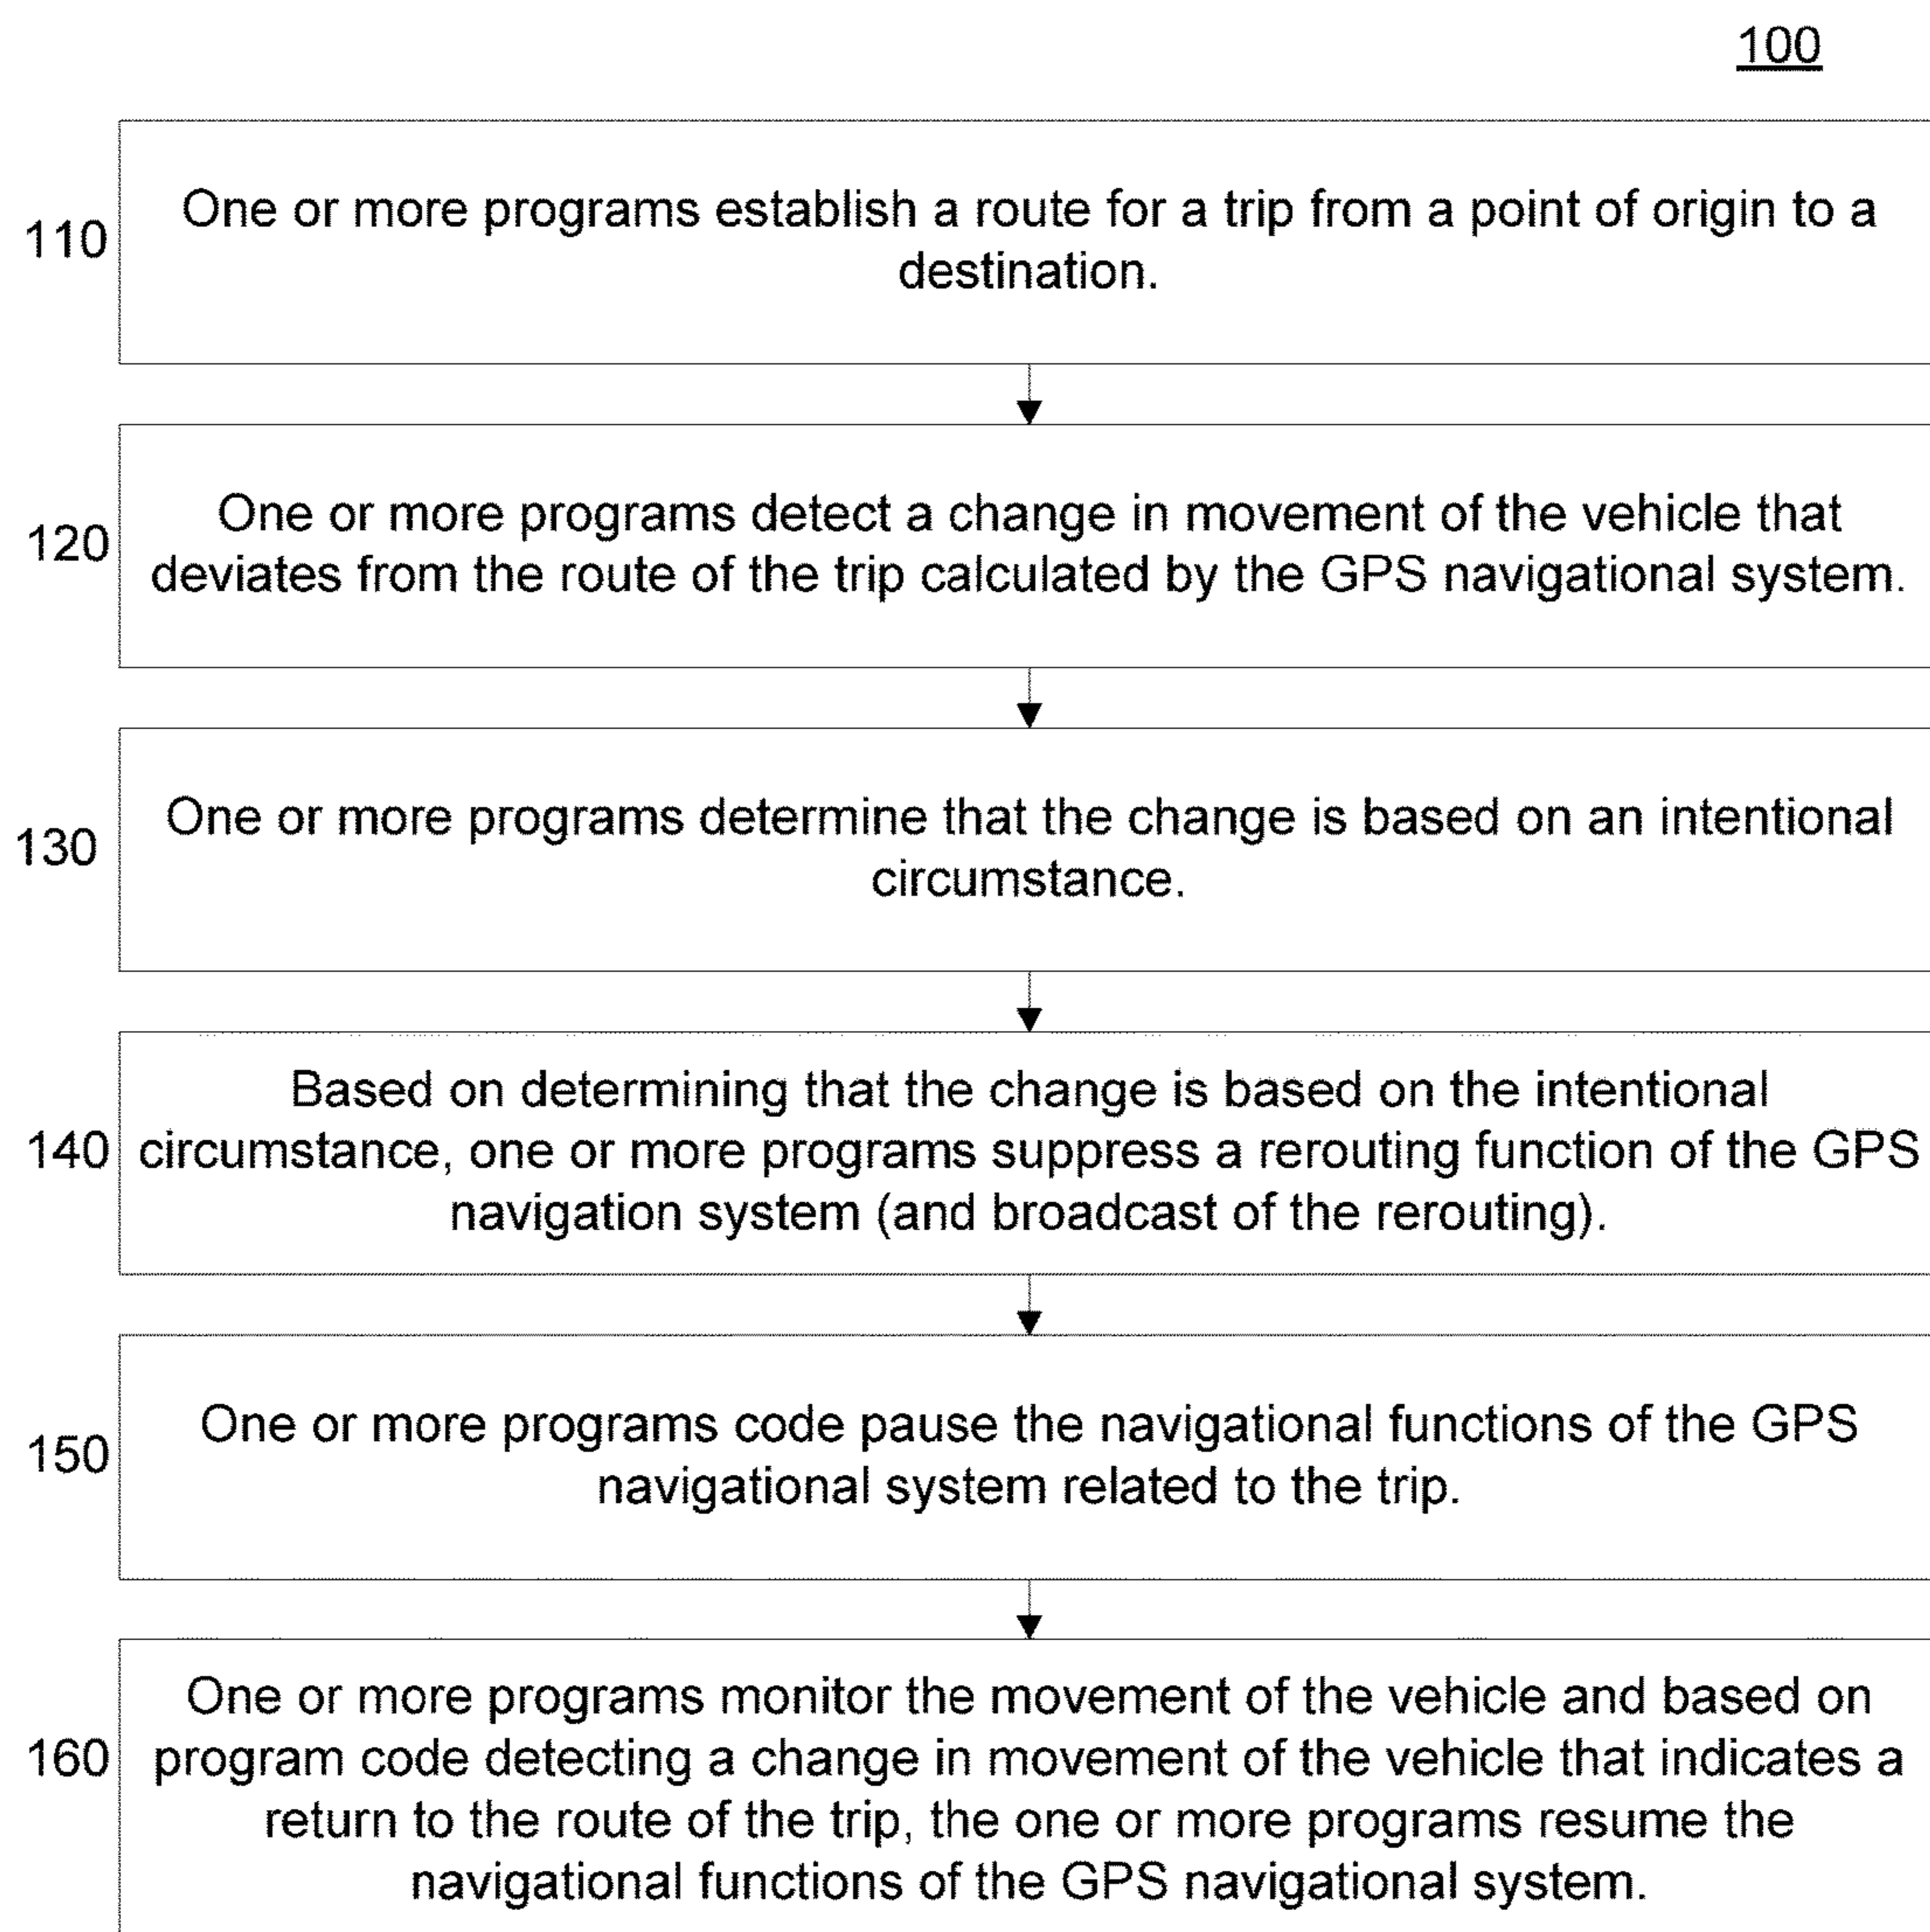 100
110
One or more programs establish a route for a trip from a point of origin to a
destination.
120
One or more programs detect a change in movement of the vehicle that
deviates from the route of the trip calculated by the GPS navigational system.
130
One or more programs determine that the change is based on an intentional
circumstance.
140
Based on determining that the change is based on the intentional
circumstance, one or more programs suppress a rerouting function of the GPS
navigation system (and broadcast of the rerouting).
150
One or more programs code pause the navigational functions of the GPS
navigational system related to the trip.
160
One or more programs monitor the movement of the vehicle and based on
program code detecting a change in movement of the vehicle that indicates a
return to the route of the trip, the one or more programs resume the
navigational functions of the GPS navigational system.